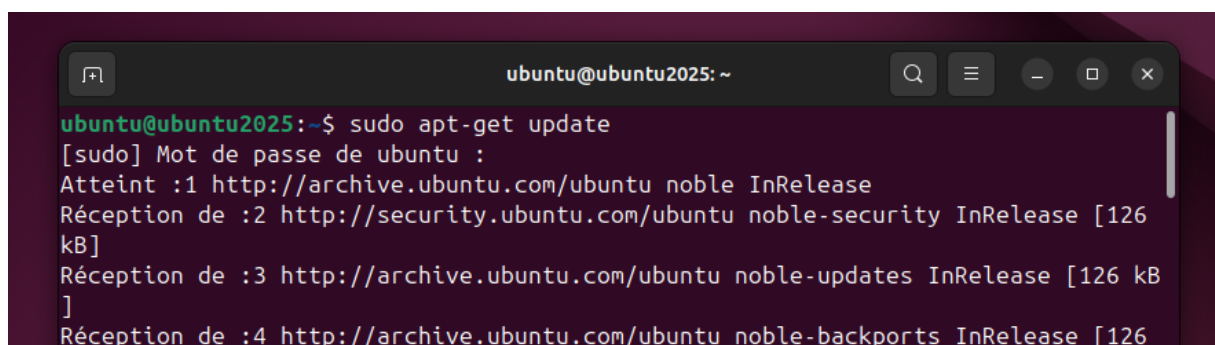 ubuntu@ubuntu2025: ~
ubuntu@ubuntu2025:~$ sudo apt-get update
[sudo] Mot de passe de ubuntu :
Atteint :1 http://archive.ubuntu.com/ubuntu noble InRelease
Réception de :2 http://security.ubuntu.com/ubuntu noble-security InRelease [126
kB]
Réception de :3 http://archive.ubuntu.com/ubuntu noble-updates InRelease [126 kB
]
Réception de :4 http://archive.ubuntu.com/ubuntu noble-backports InRelease [126